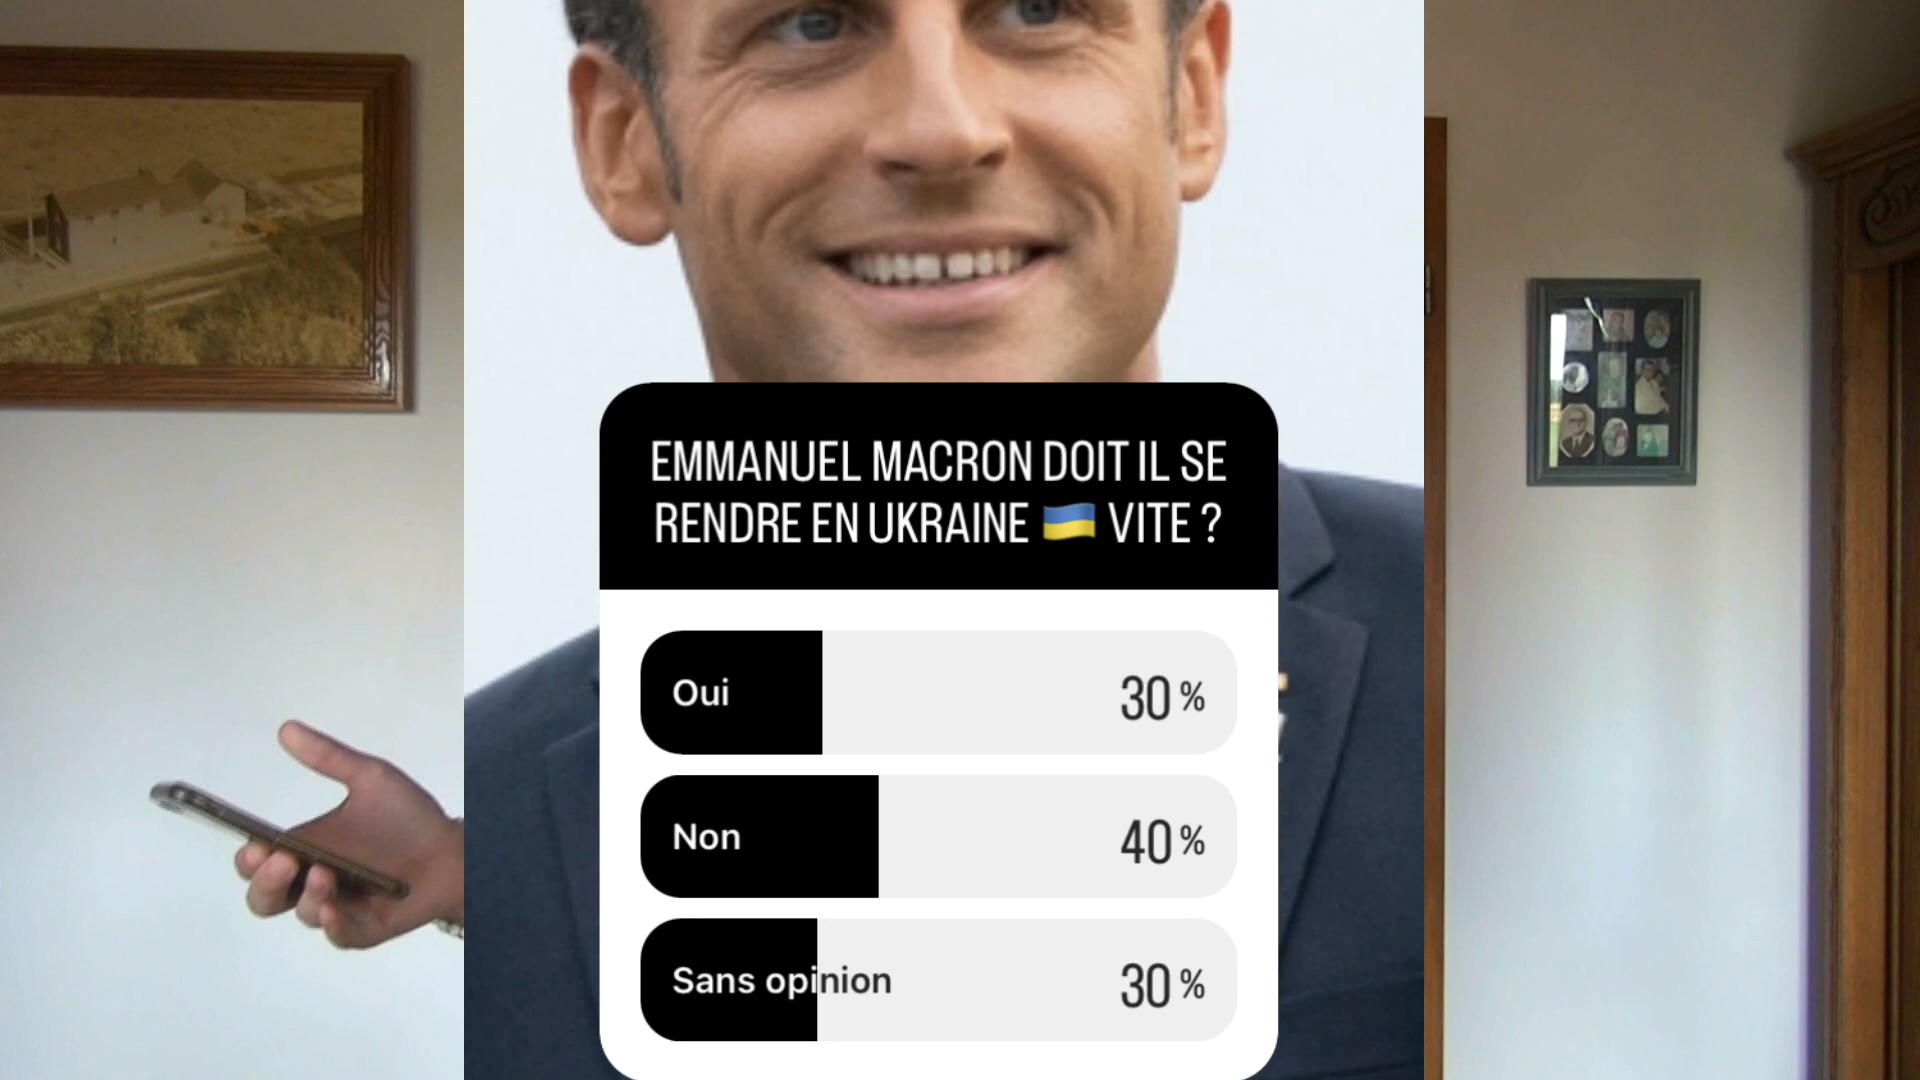 EMMANUEL MACRON DOIT IL SE
RENDRE EN UKRAINE 🇺🇦 VITE ?
Oui 30%
Non 40%
Sans opinion 30%